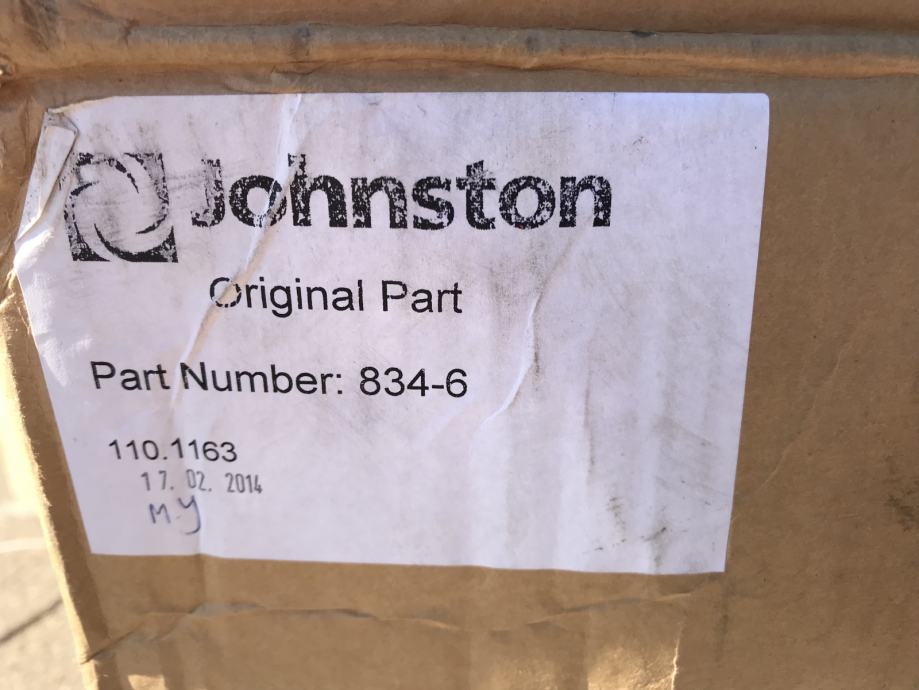 Johnston
Original Part
Part Number: 834-6
110.1163
17. 02. 2014
M.Y